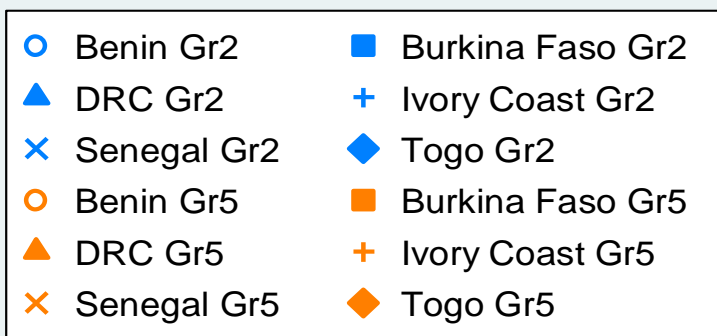 Benin Gr2 Burkina Faso Gr2
DRC Gr2 Ivory Coast Gr2
Senegal Gr2 Togo Gr2
Benin Gr5 Burkina Faso Gr5
DRC Gr5 Ivory Coast Gr5
Senegal Gr5 Togo Gr5